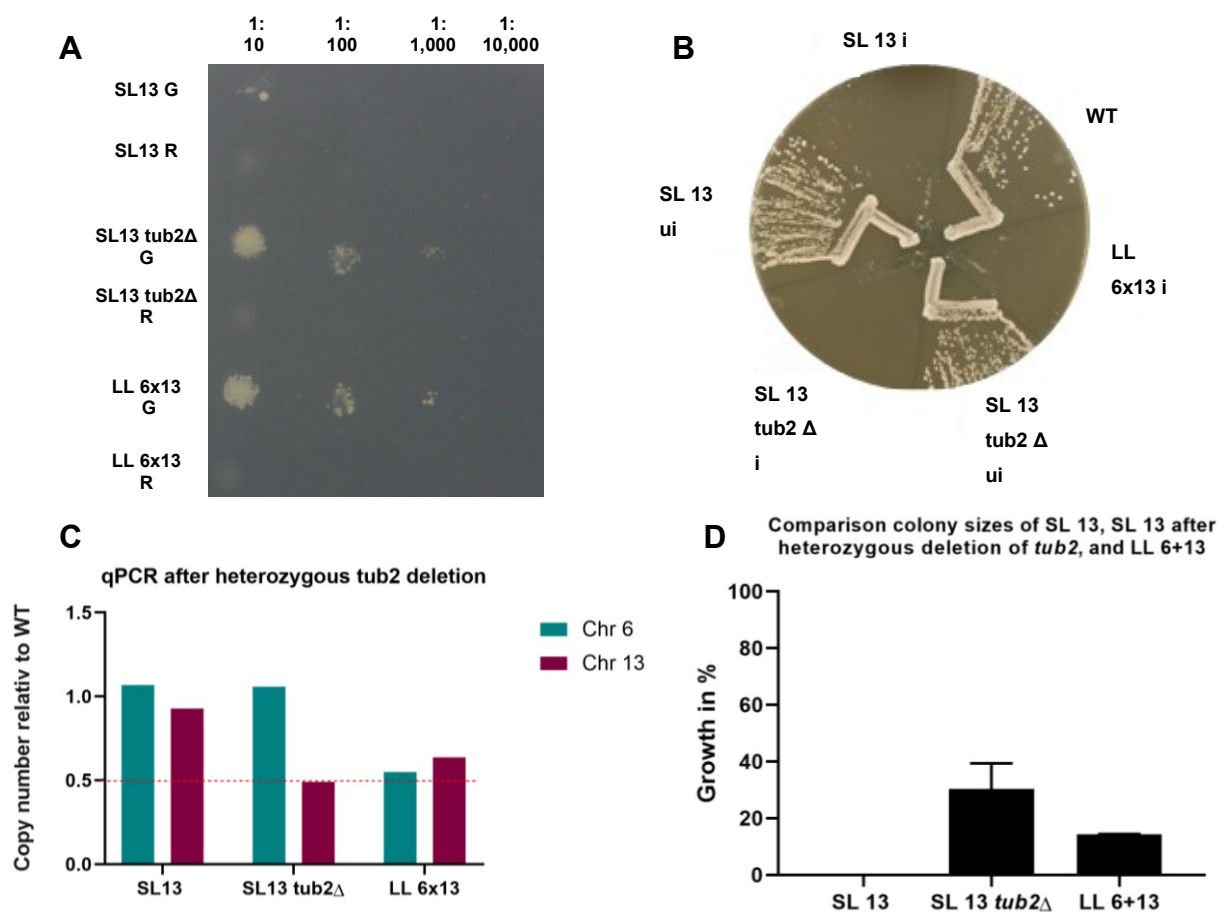 A
1: 1: 1: 1:
10 100 1,000 10,000
SL13 G
SL13 R
SL13 tub2Δ
G
SL13 tub2Δ
R
LL 6x13
G
LL 6x13
R
B
SL 13 i
WT
SL 13
ui
LL
6x13 i
SL 13
tub2 Δ
i
SL 13
tub2 Δ
ui
C
qPCR after heterozygous tub2 deletion
Copy number relativ to WT
1.5
1.0
0.5
0.0
SL13 SL13 tub2Δ LL 6x13
Chr 6
Chr 13
D
Comparison colony sizes of SL 13, SL 13 after
heterozygous deletion of tub2, and LL 6+13
Growth in %
100
80
60
40
20
0
SL 13 SL 13 tub2Δ LL 6+13